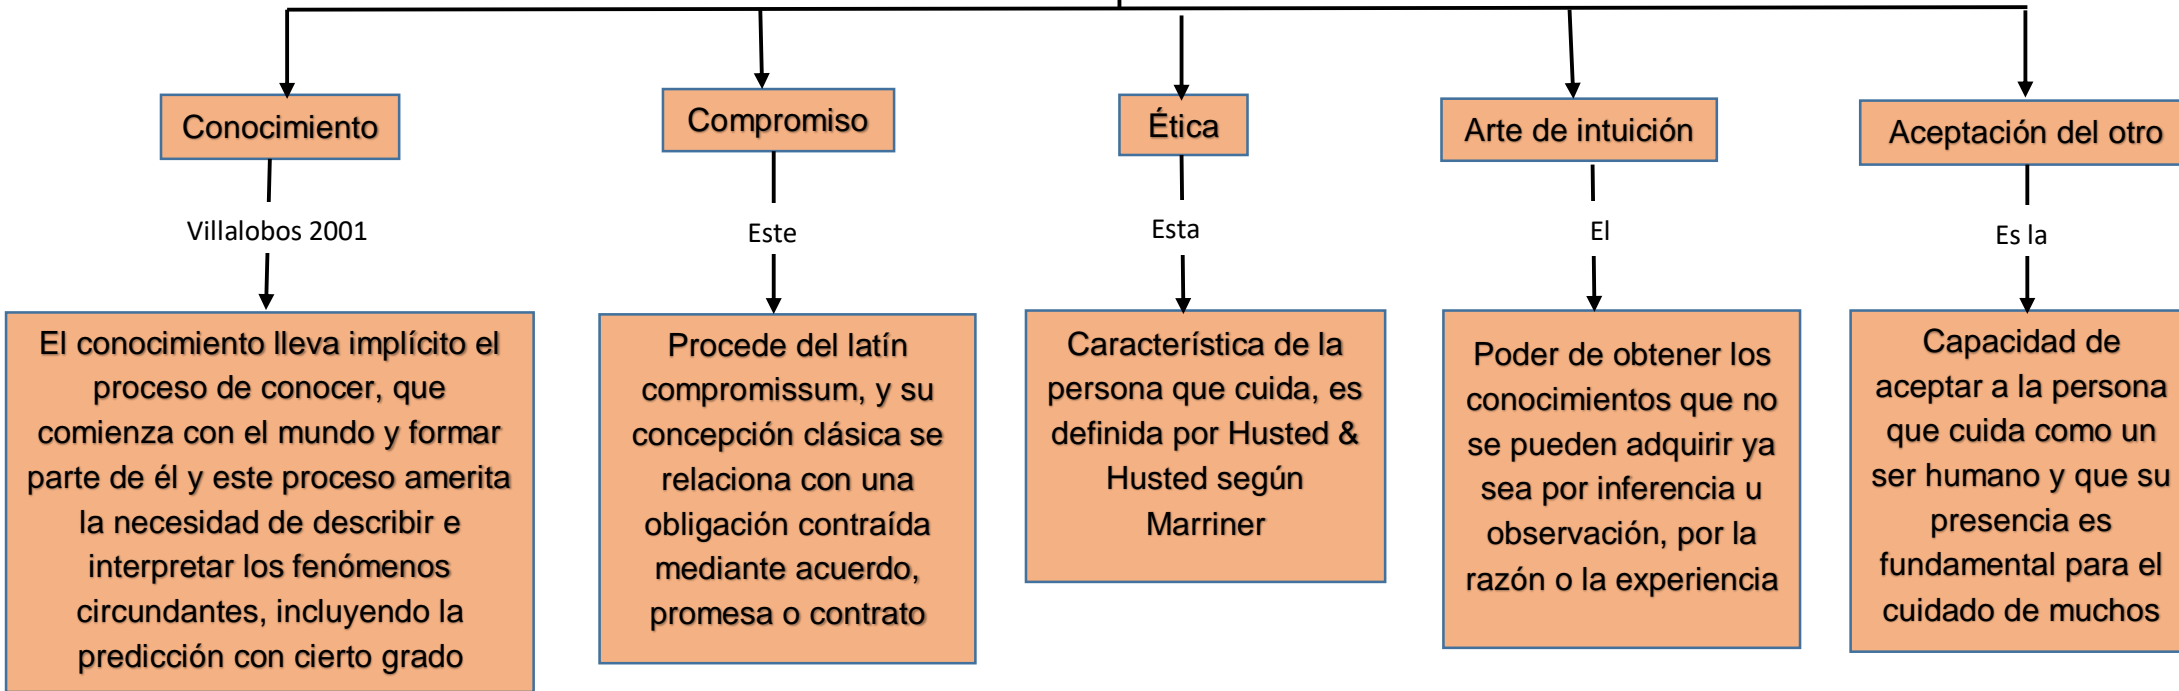 Conocimiento
Villalobos 2001
El conocimiento lleva implícito el
proceso de conocer, que
comienza con el mundo y formar
parte de él y este proceso amerita
la necesidad de describir e
interpretar los fenómenos
circundantes, incluyendo la
predicción con cierto grado
Compromiso
Este
Procede del latín
compromissum, y su
concepción clásica se
relaciona con una
obligación contraída
mediante acuerdo,
promesa o contrato
Ética
Esta
Característica de la
persona que cuida, es
definida por Husted &
Husted según
Marriner
Arte de intuición
El
Poder de obtener los
conocimientos que no
se pueden adquirir ya
sea por inferencia u
observación, por la
razón o la experiencia
Aceptación del otro
Es la
Capacidad de
aceptar a la persona
que cuida como un
ser humano y que su
presencia es
fundamental para el
cuidado de muchos